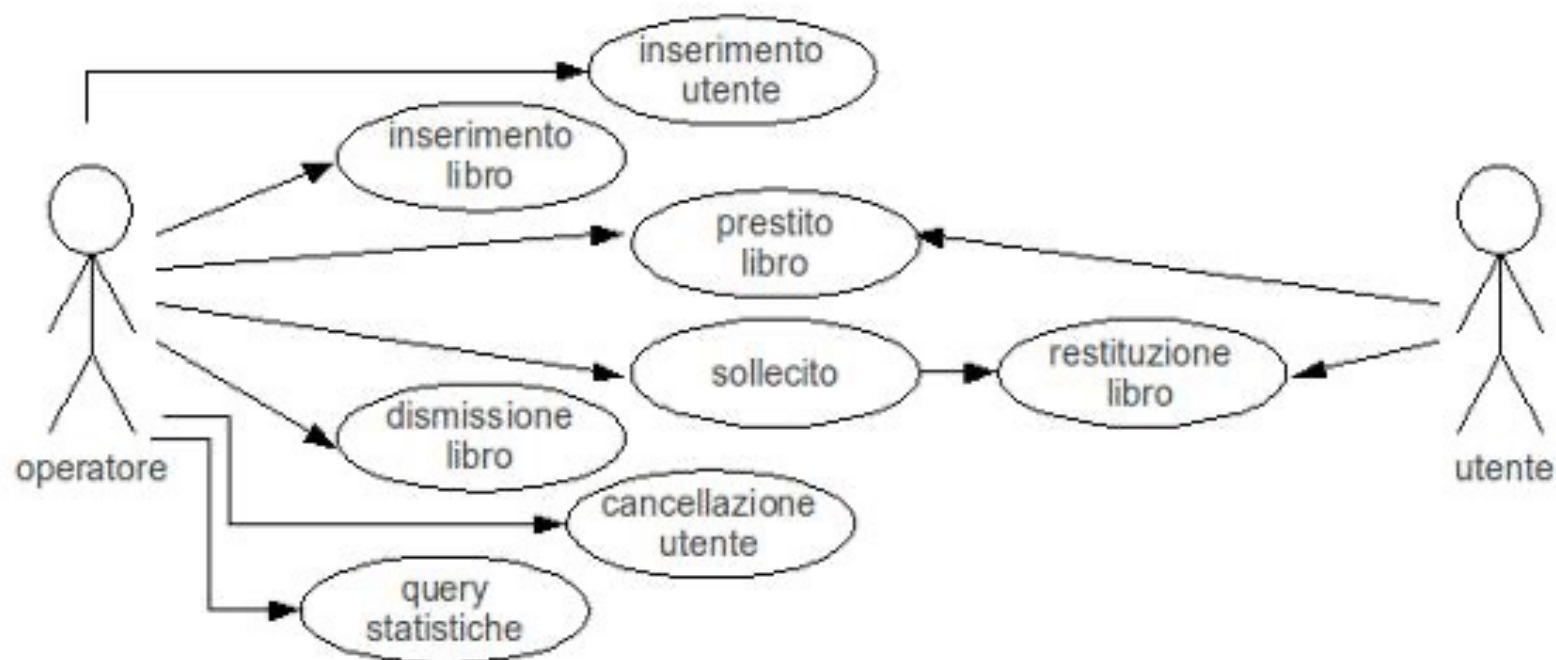 inserimento
utente
inserimento
libro
prestito
libro
sollecito
restituzione
libro
dismissione
libro
operatore
utente
cancellazione
utente
query
statistiche